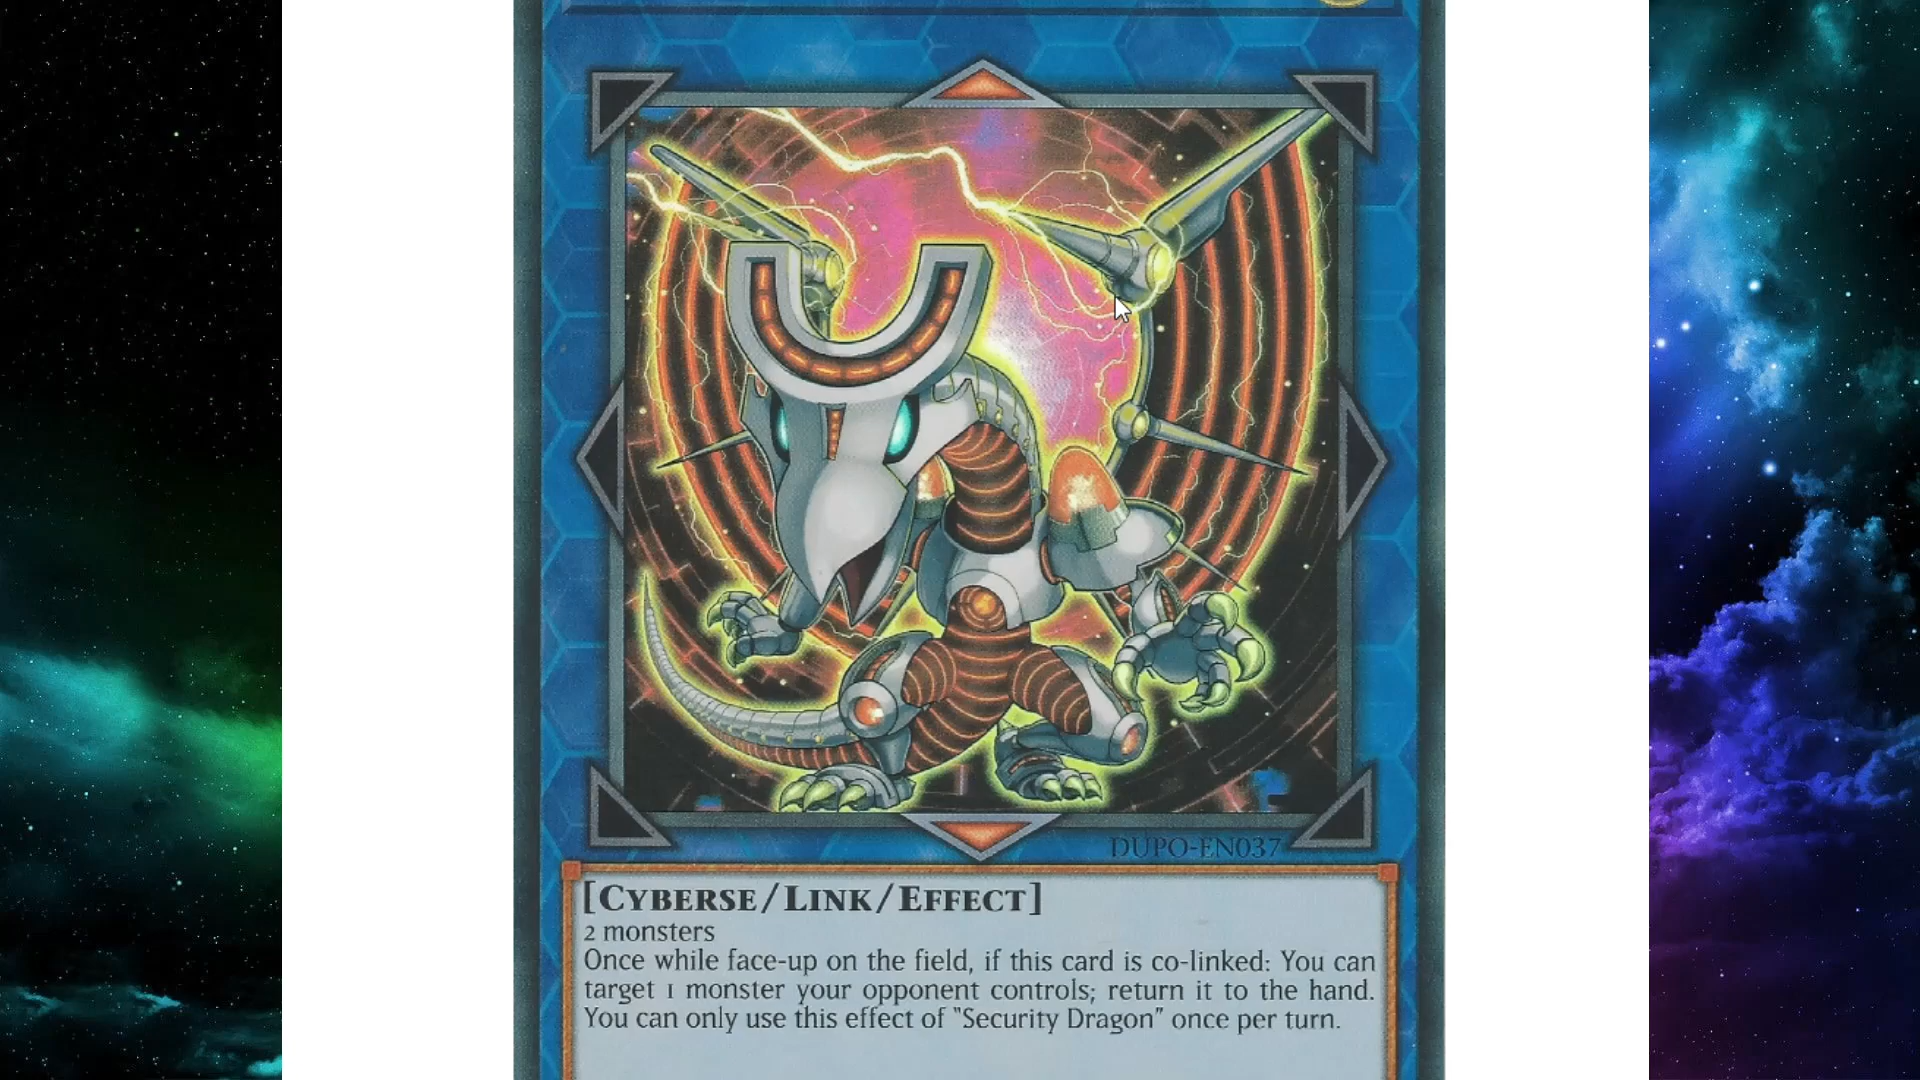 DUPO-EN037
[CYBERSE/LINK/EFFECT]
2 monsters
Once while face-up on the field, if this card is co-linked: You can
target 1 monster your opponent controls; return it to the hand.
You can only use this effect of "Security Dragon" once per turn.